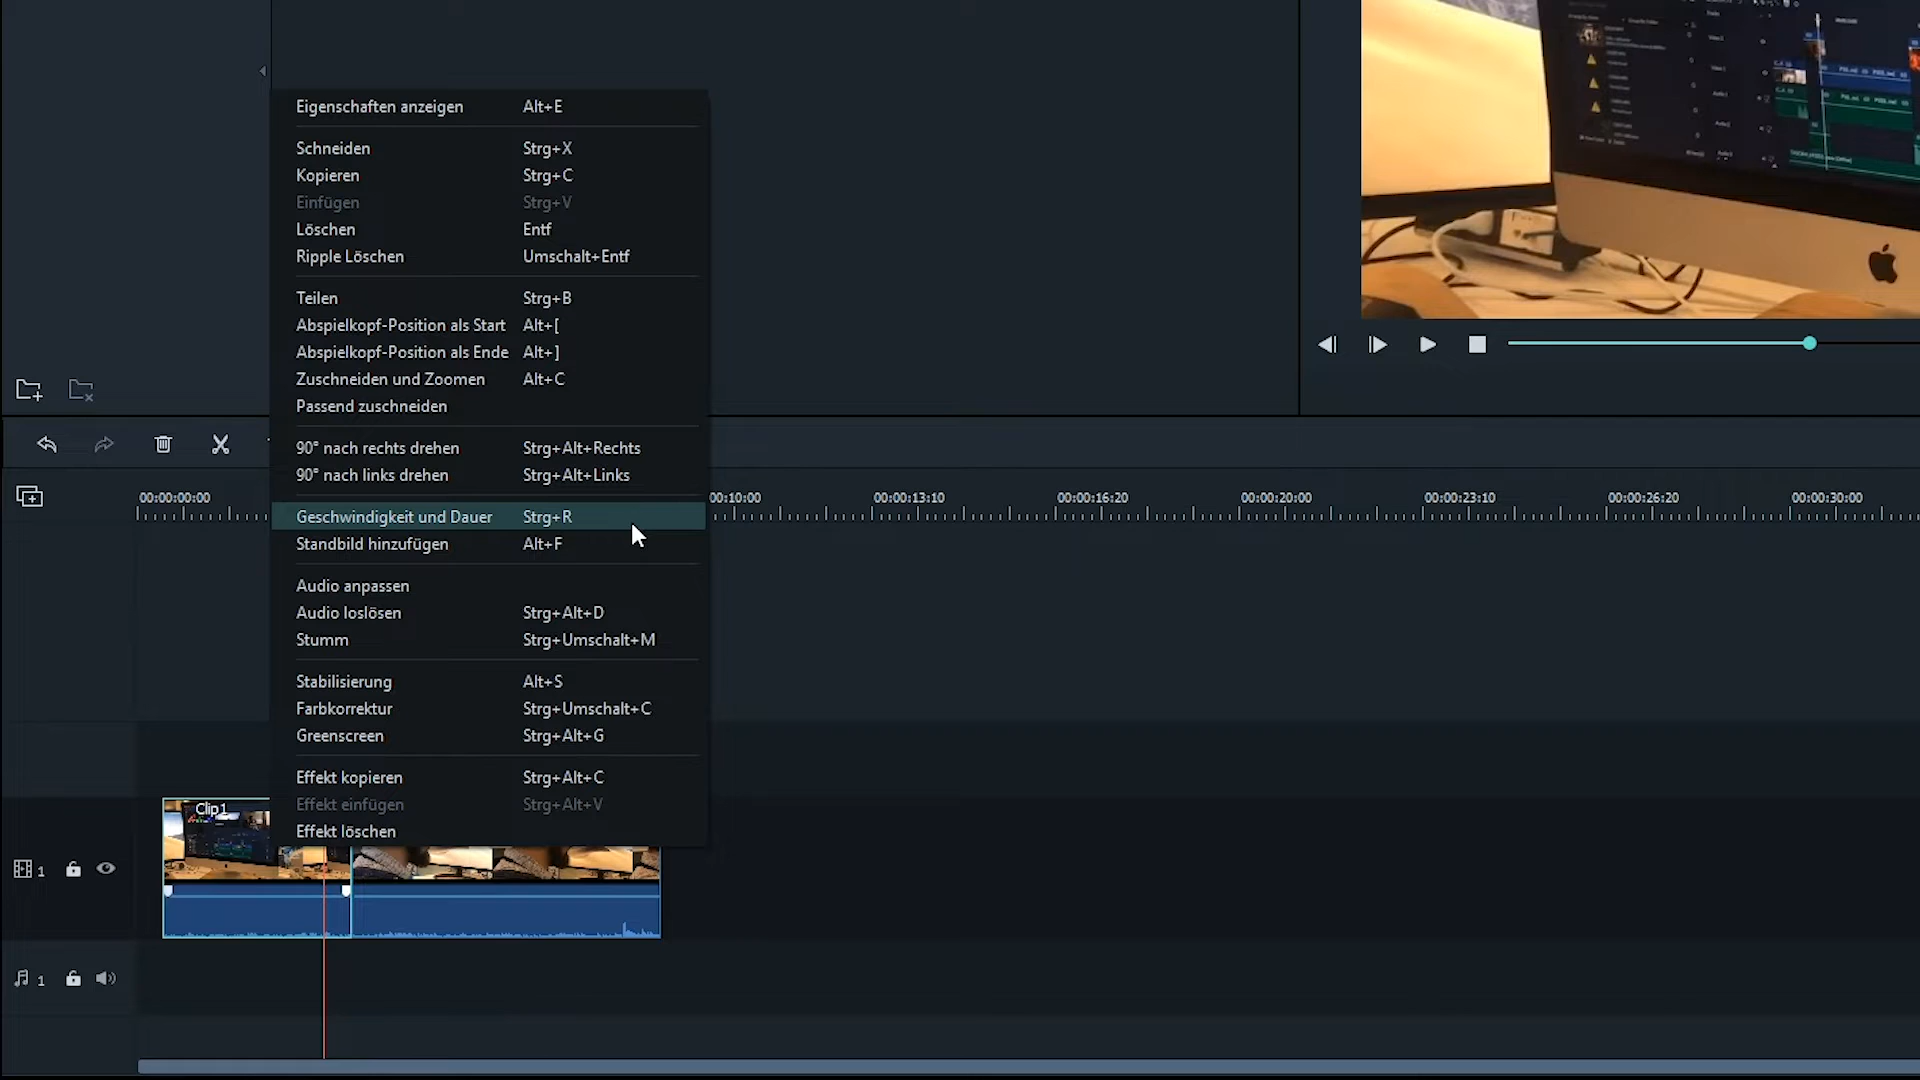 Eigenschaften anzeigen Alt+E
Schneiden Strg+X
Kopieren Strg+C
Einfügen Strg+V
Löschen Entf
Ripple Löschen Umschalt+Entf
Teilen Strg+B
Abspielkopf-Position als Start Alt+[
Abspielkopf-Position als Ende Alt+]
Zuschneiden und Zoomen Alt+C
Passend zuschneiden
90° nach rechts drehen Strg+Alt+Rechts
90° nach links drehen Strg+Alt+Links
00:00:00:00 00:10:00 00:00:13:10 00:00:16:20 00:00:20:00 00:00:23:10 00:00:26:20 00:00:30:00
Geschwindigkeit und Dauer Strg+R
Standbild hinzufügen Alt+F
Audio anpassen
Audio loslösen Strg+Alt+D
Stumm Strg+Umschalt+M
Stabilisierung Alt+S
Farbkorrektur Strg+Umschalt+C
Greenscreen Strg+Alt+G
Effekt kopieren Strg+Alt+C
Effekt einfügen Strg+Alt+V
Effekt löschen
Clip1
1
1